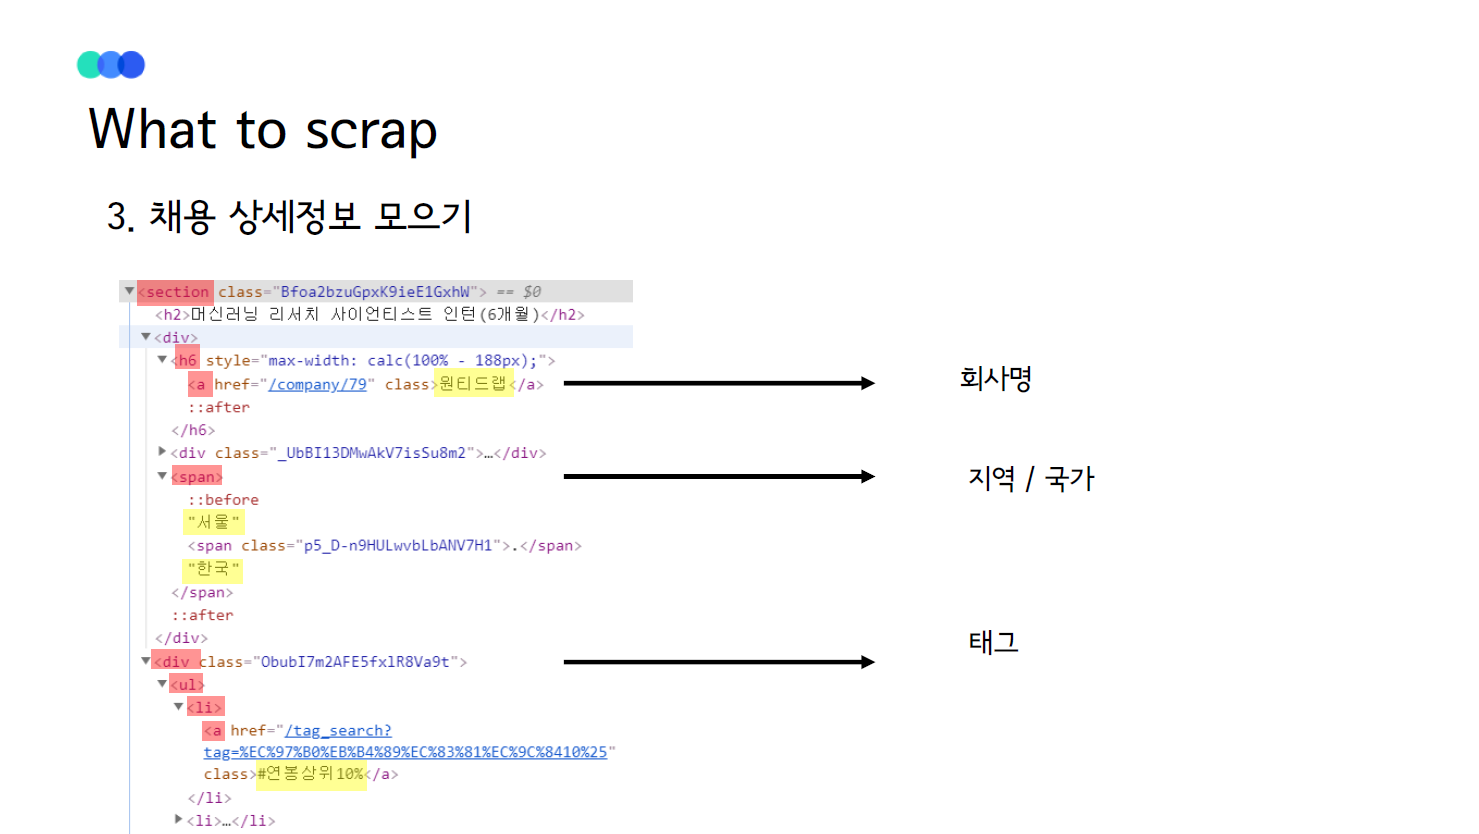 What to scrap
3. 채용 상세정보 모으기
<section class="Bfoa2bzuGpxK9ieE1GxhW"> == $0
<h2>머신러닝 리서치 사이언티스트 인턴(6개월)</h2>
<div>
<h6 style="max-width: calc(100% - 188px);">
<a href="/company/79" class>원티드랩</a>
회사명
::after
</h6>
<div class="_UbBI13DMwAkV7isSu8m2">…</div>
<span>
지역 / 국가
::before
"서울"
<span class="p5_D-n9HULwvbLbANV7H1">.</span>
"한국"
</span>
::after
</div>
태그
<div class="ObubI7m2AFE5fxlR8Va9t">
<ul>
<li>
<a href="/tag_search?
tag=%EC%97%B0%EB%B4%89%EC%83%81%EC%9C%8410%25"
class>#연봉상위10%</a>
</li>
<li>…</li>